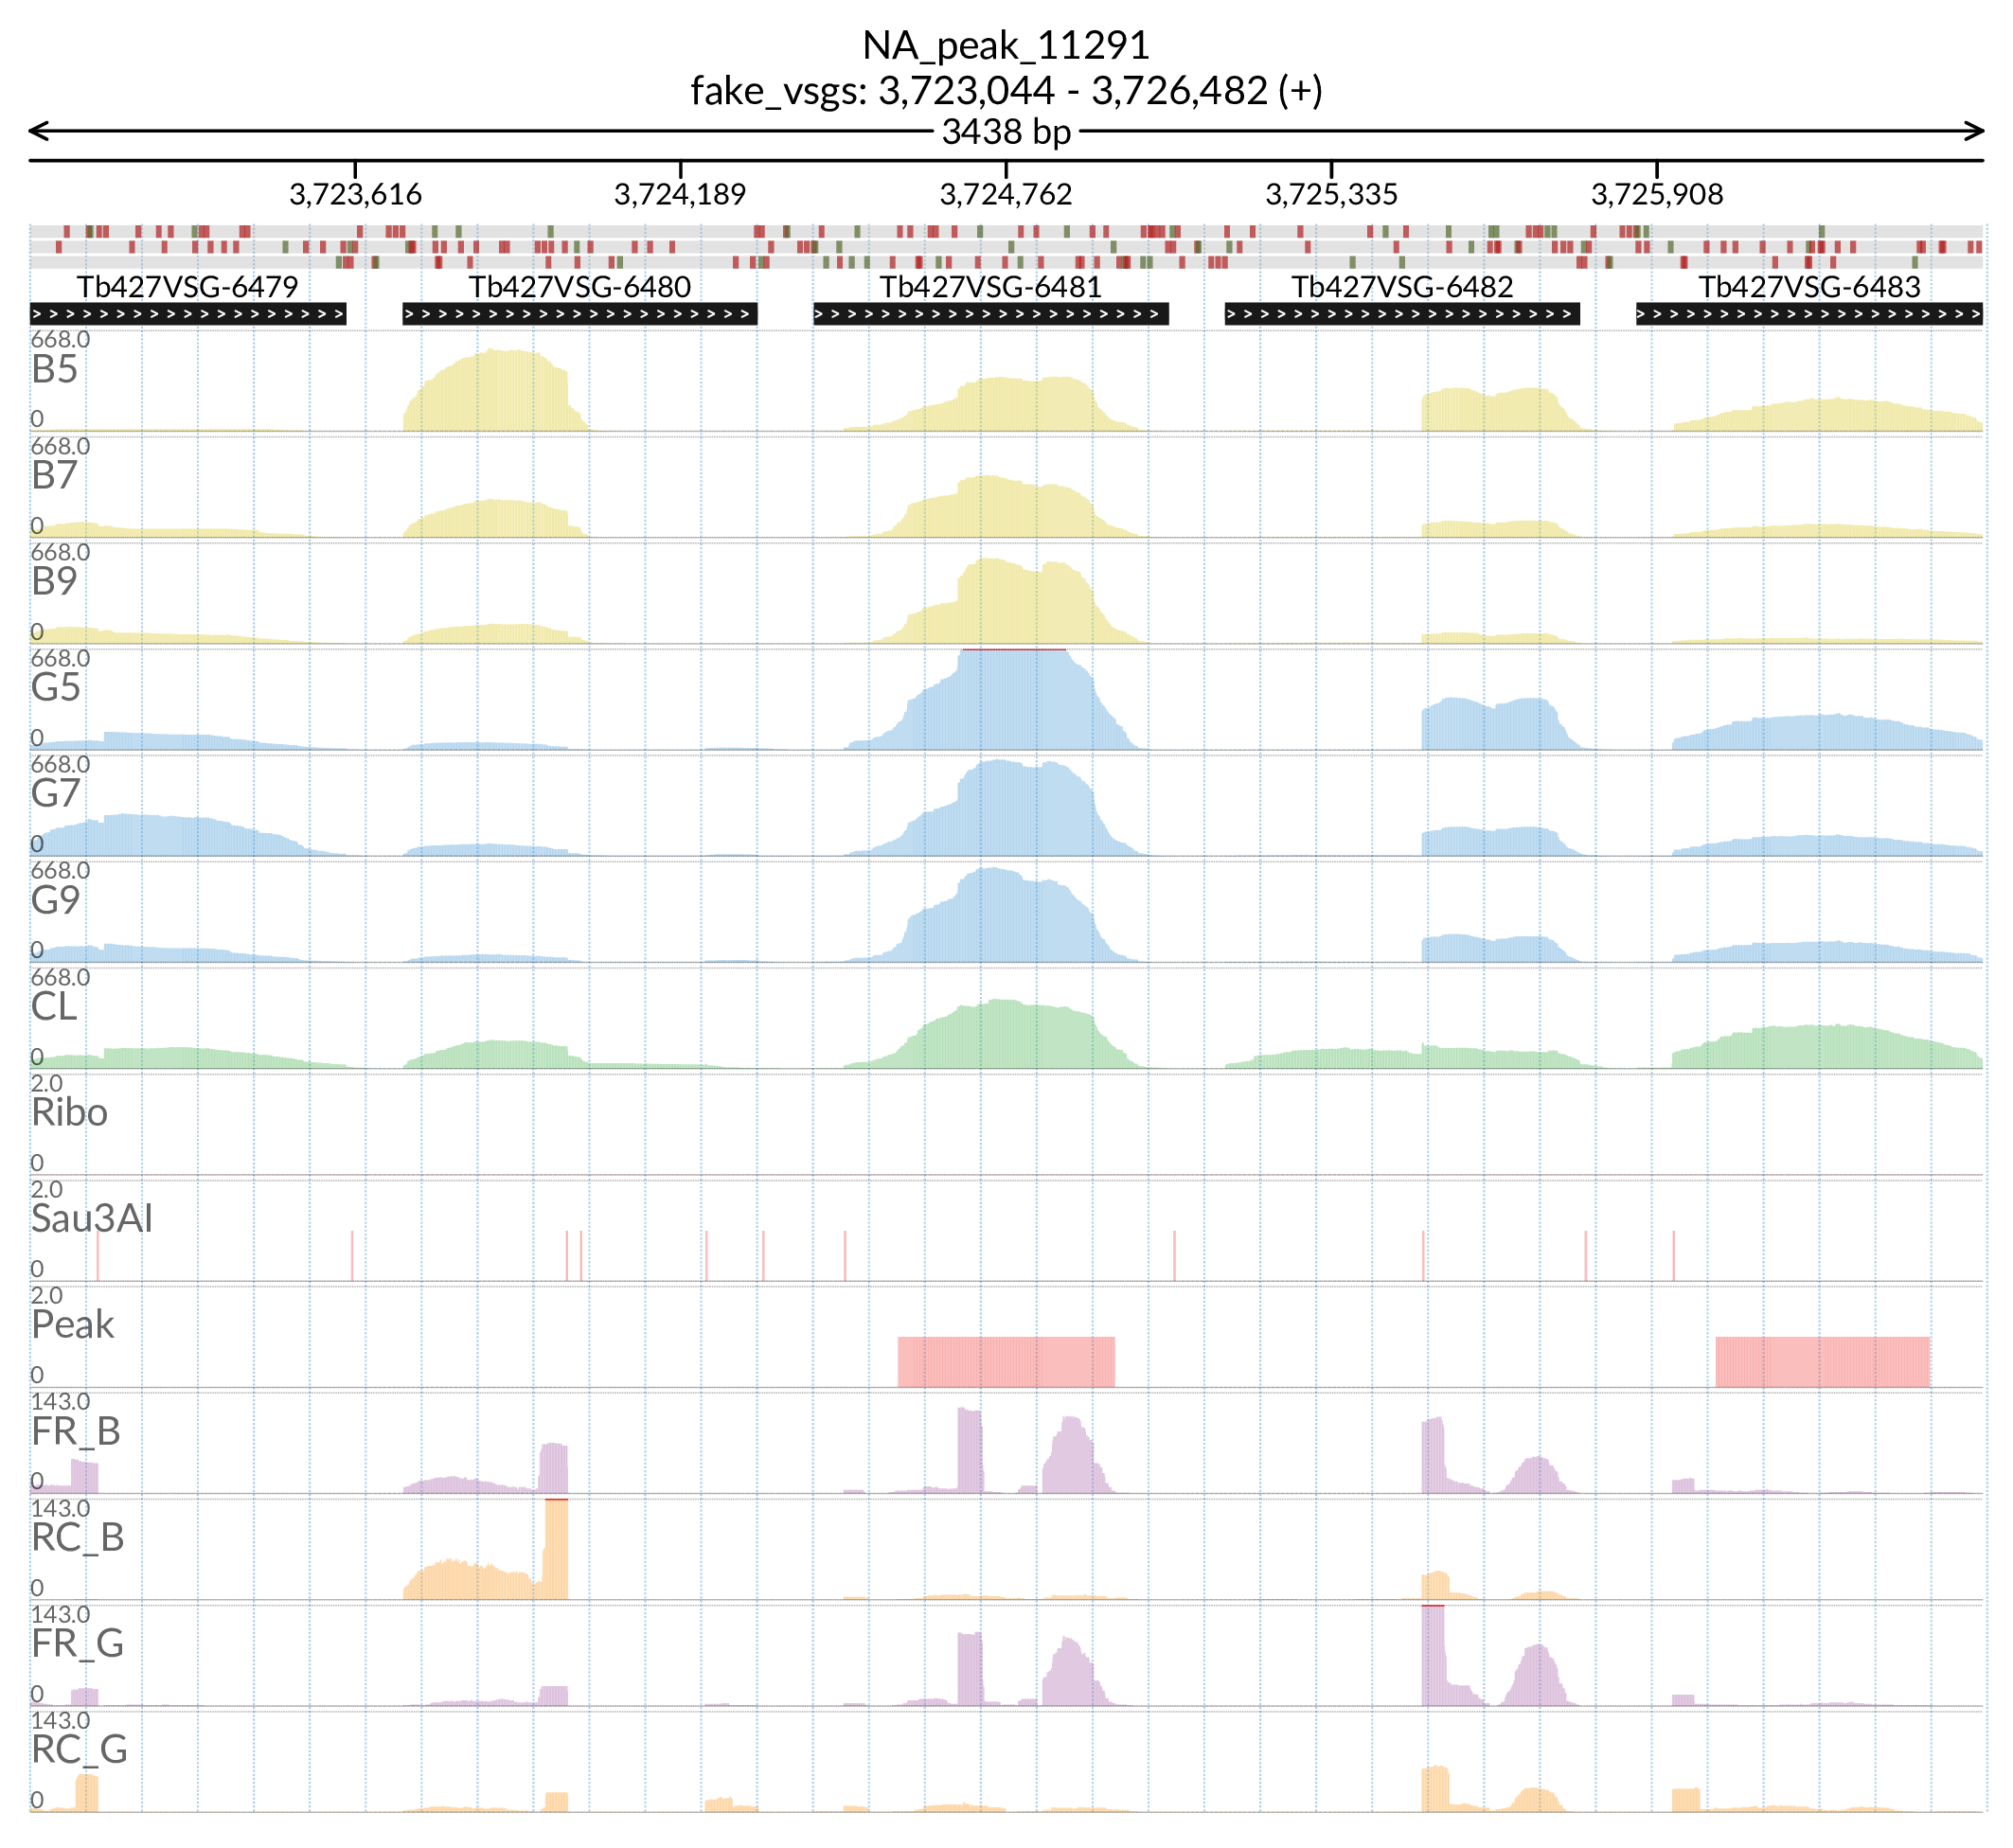 NA_peak_11291
fake_vsgs: 3,723,044 - 3,726,482 (+)
3438 bp
3,723,616 3,724,189 3,724,762 3,725,335 3,725,908
Tb427VSG-6479 Tb427VSG-6480 Tb427VSG-6481 Tb427VSG-6482 Tb427VSG-6483
668.0
B5
0
668.0
B7
0
668.0
B9
0
668.0
G5
0
668.0
G7
0
668.0
G9
0
668.0
CL
0
2.0
Ribo
0
2.0
Sau3AI
0
2.0
Peak
0
143.0
FR_B
0
143.0
RC_B
0
143.0
FR_G
0
143.0
RC_G
0